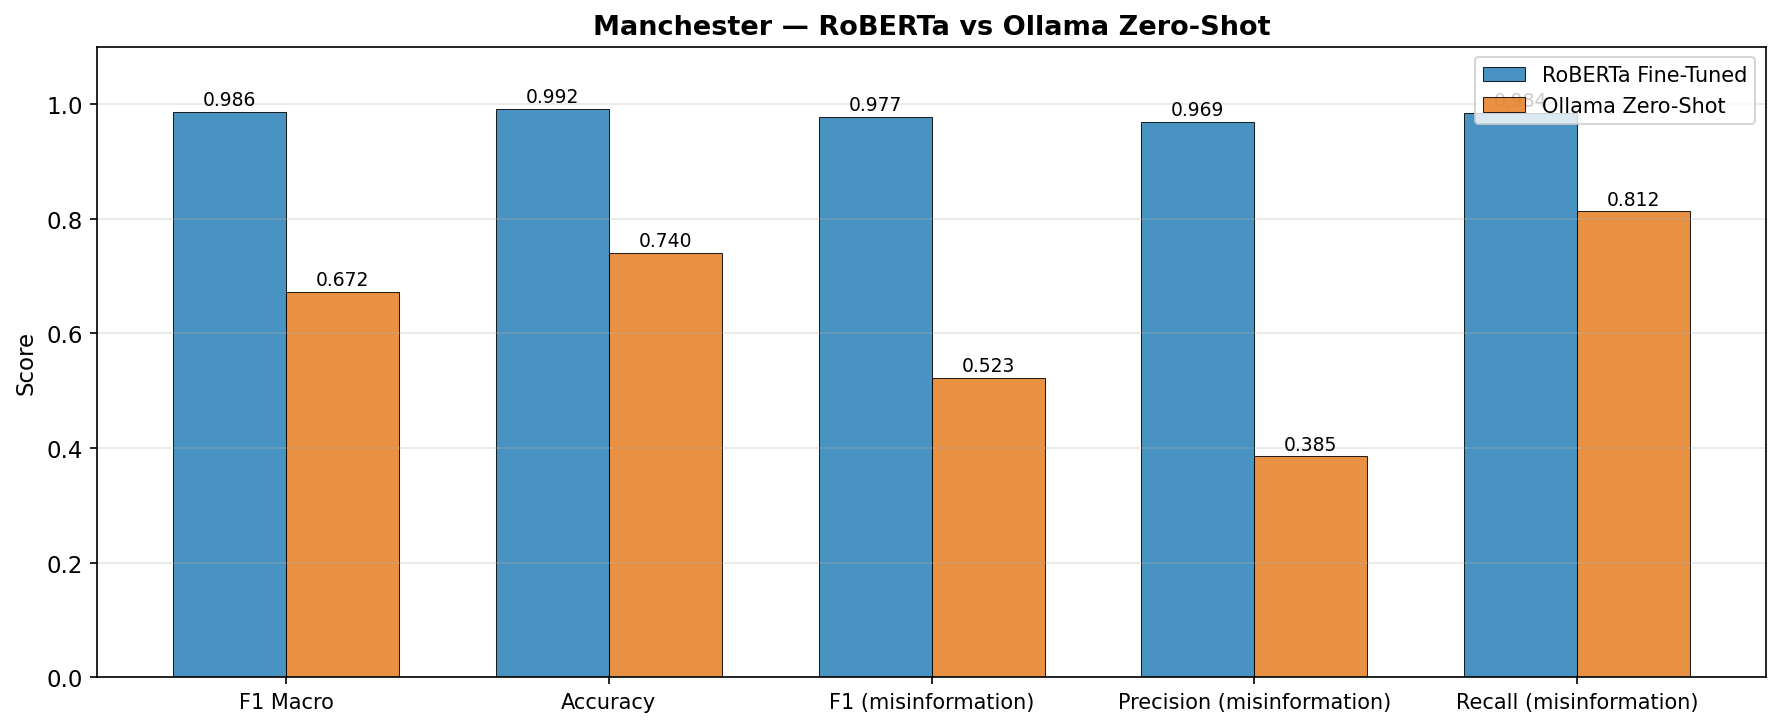 Manchester — RoBERTa vs Ollama Zero-Shot
RoBERTa Fine-Tuned
Ollama Zero-Shot
Score
1.0
0.8
0.6
0.4
0.2
0.0
0.986
0.672
0.992
0.740
0.977
0.523
0.969
0.385
0.984
0.812
F1 Macro
Accuracy
F1 (misinformation)
Precision (misinformation)
Recall (misinformation)